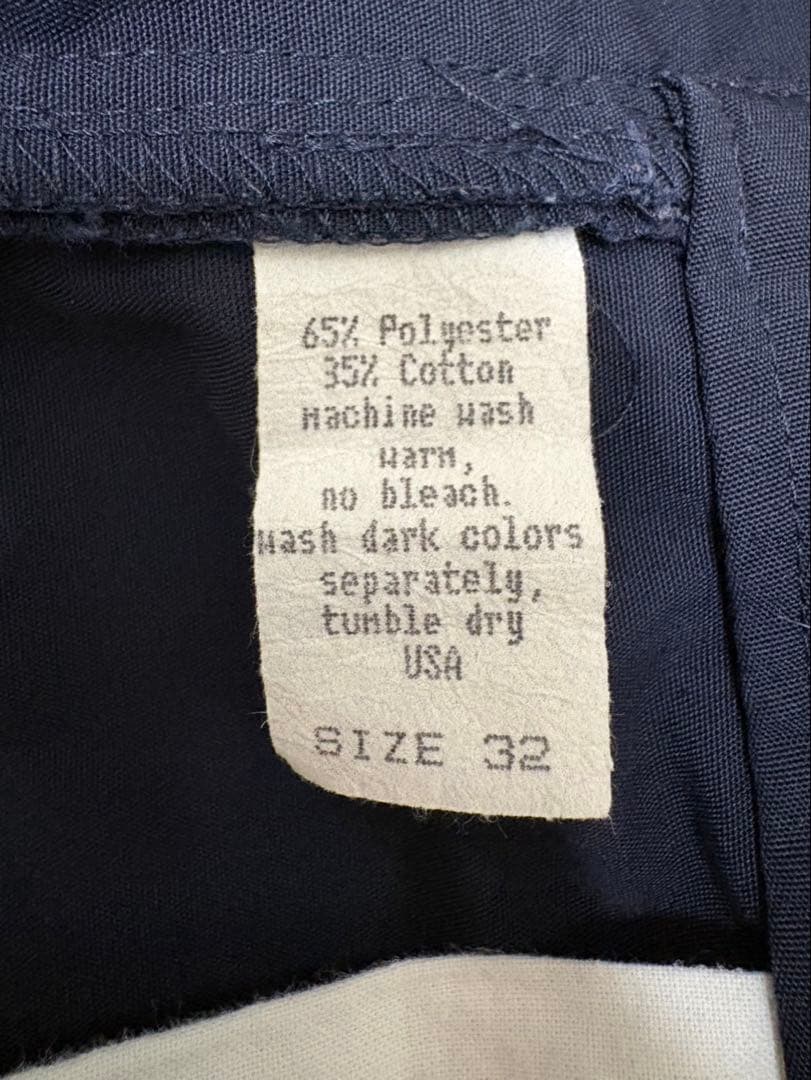 65% Polyester
35% Cotton
Machine Wash
Warm,
no bleach.
Wash dark colors
separately,
tumble dry
USA
SIZE 32